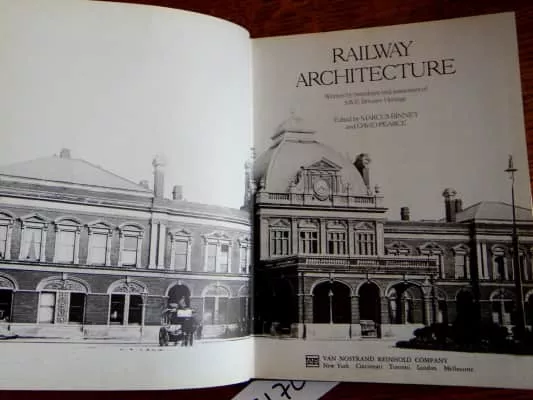 RAILWAY
ARCHITECTURE
Written by members and associates of
SAVE Britain's Heritage
Edited by MARCUS BINNEY
and DAVID PEARCE
VAN NOSTRAND REINHOLD COMPANY
New York Cincinnati Toronto London Melbourne